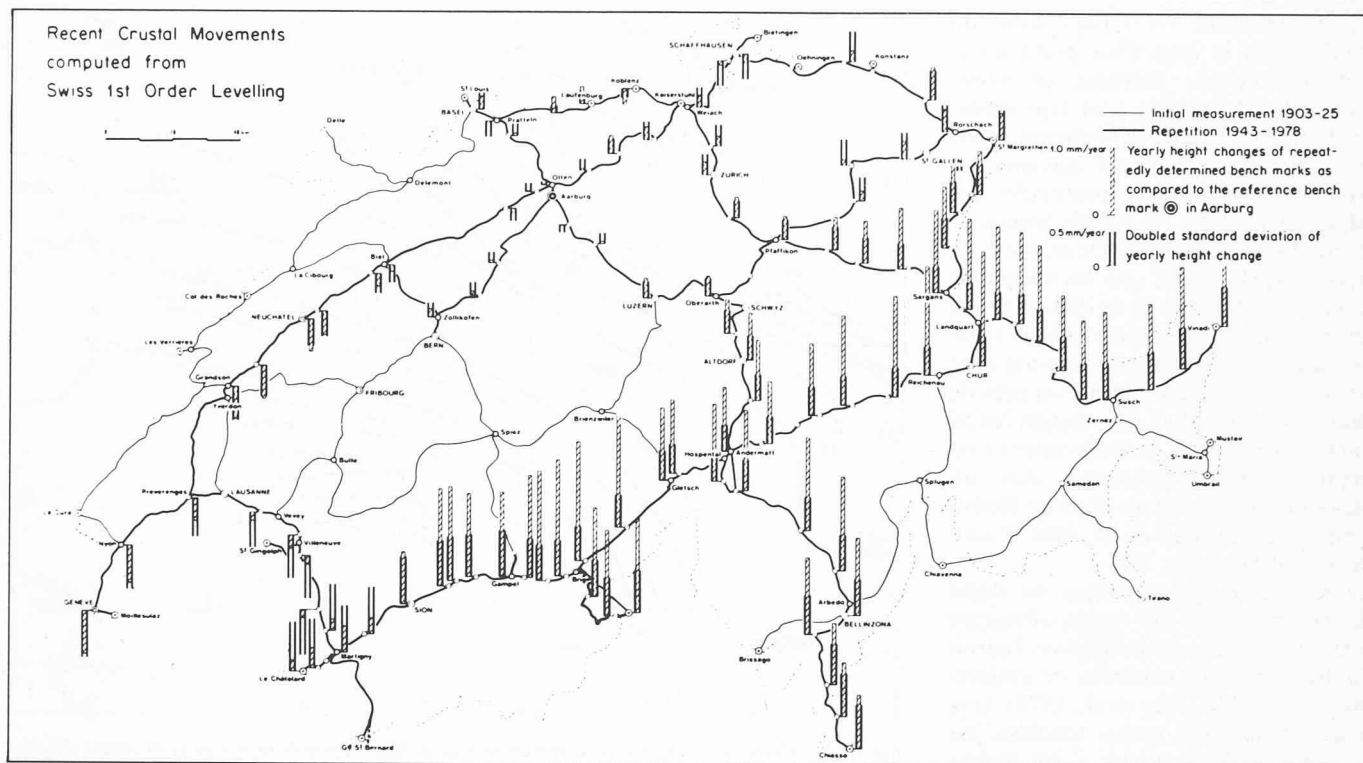 Recent Crustal Movements
computed from
Swiss 1st Order Levelling
Initial measurement 1903-25
Repetition 1943-1978
1.0 mm/year
Yearly height changes of repeat-
edly determined bench marks as
compared to the reference bench
mark ◎ in Aarburg
0
0.5 mm/year
Doubled standard deviation of
yearly height change
0
Bietingen
SCHAFFHAUSEN
Oehningen
Konstanz
Koblenz
Kaiserstuhl
Laufenburg
Weiach
St Louis
BASEL
Pratteln
Delle
Rorschach
St Margrethen
St GALLEN
ZURICH
Delemont
Olten
Aarburg
Pfäffikon
Biel
La Cibourg
Col des Roches
Sargans
LUZERN
Oberarth
SCHWYZ
NEUCHATEL
Zollikofen
BERN
Landquart
Vinadi
Les Verrières
ALTDORF
Reichenau
CHUR
Grandson
Yverdon
FRIBOURG
Susch
Brienzwiler
Zernez
Spiez
Müstair
Sta Maria
Umbrail
Bulle
Hospental
Andermatt
Gletsch
Splügen
Samedan
Préverenges
LAUSANNE
La Cure
Vevey
Nyon
St Gingolph
Villeneuve
Chiavenna
Gampel
Brig
GENEVE
Moillesulaz
SION
Arbedo
BELLINZONA
Tirano
Martigny
Brissago
Le Châtelard
Gd St Bernard
Chiasso